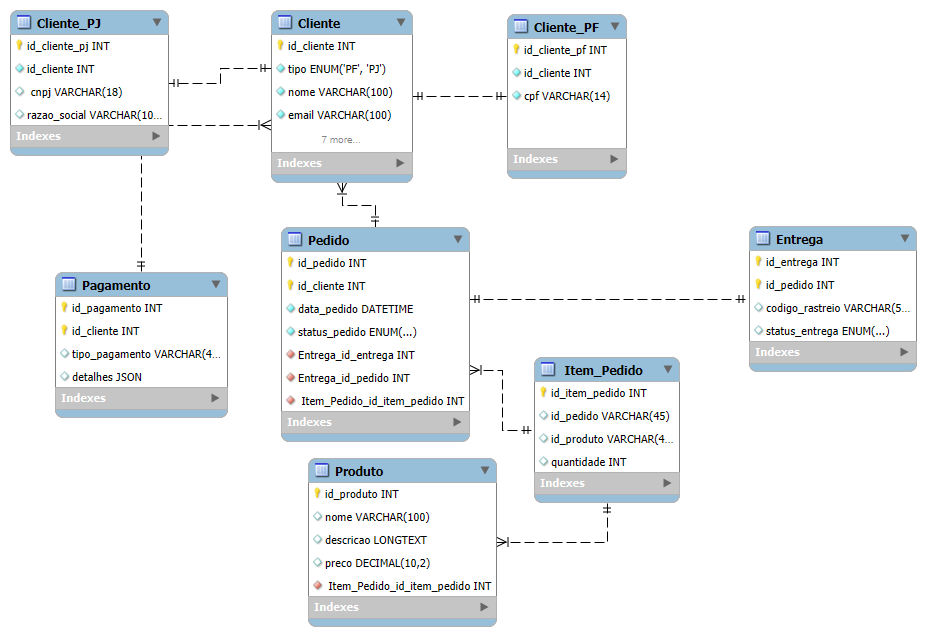 Cliente_PJ
id_cliente_pj INT
id_cliente INT
cnpj VARCHAR(18)
razao_social VARCHAR(10...
Indexes
Cliente
id_cliente INT
tipo ENUM('PF', 'PJ')
nome VARCHAR(100)
email VARCHAR(100)
7 more...
Indexes
Cliente_PF
id_cliente_pf INT
id_cliente INT
cpf VARCHAR(14)
Indexes
Pedido
id_pedido INT
id_cliente INT
data_pedido DATETIME
status_pedido ENUM(...)
Entrega_id_entrega INT
Entrega_id_pedido INT
Item_Pedido_id_item_pedido INT
Indexes
Entrega
id_entrega INT
id_pedido INT
codigo_rastreio VARCHAR(5...
status_entrega ENUM(...)
Indexes
Pagamento
id_pagamento INT
id_cliente INT
tipo_pagamento VARCHAR(4...
detalhes JSON
Indexes
Item_Pedido
id_item_pedido INT
id_pedido VARCHAR(45)
id_produto VARCHAR(4...
quantidade INT
Indexes
Produto
id_produto INT
nome VARCHAR(100)
descricao LONGTEXT
preco DECIMAL(10,2)
Item_Pedido_id_item_pedido INT
Indexes